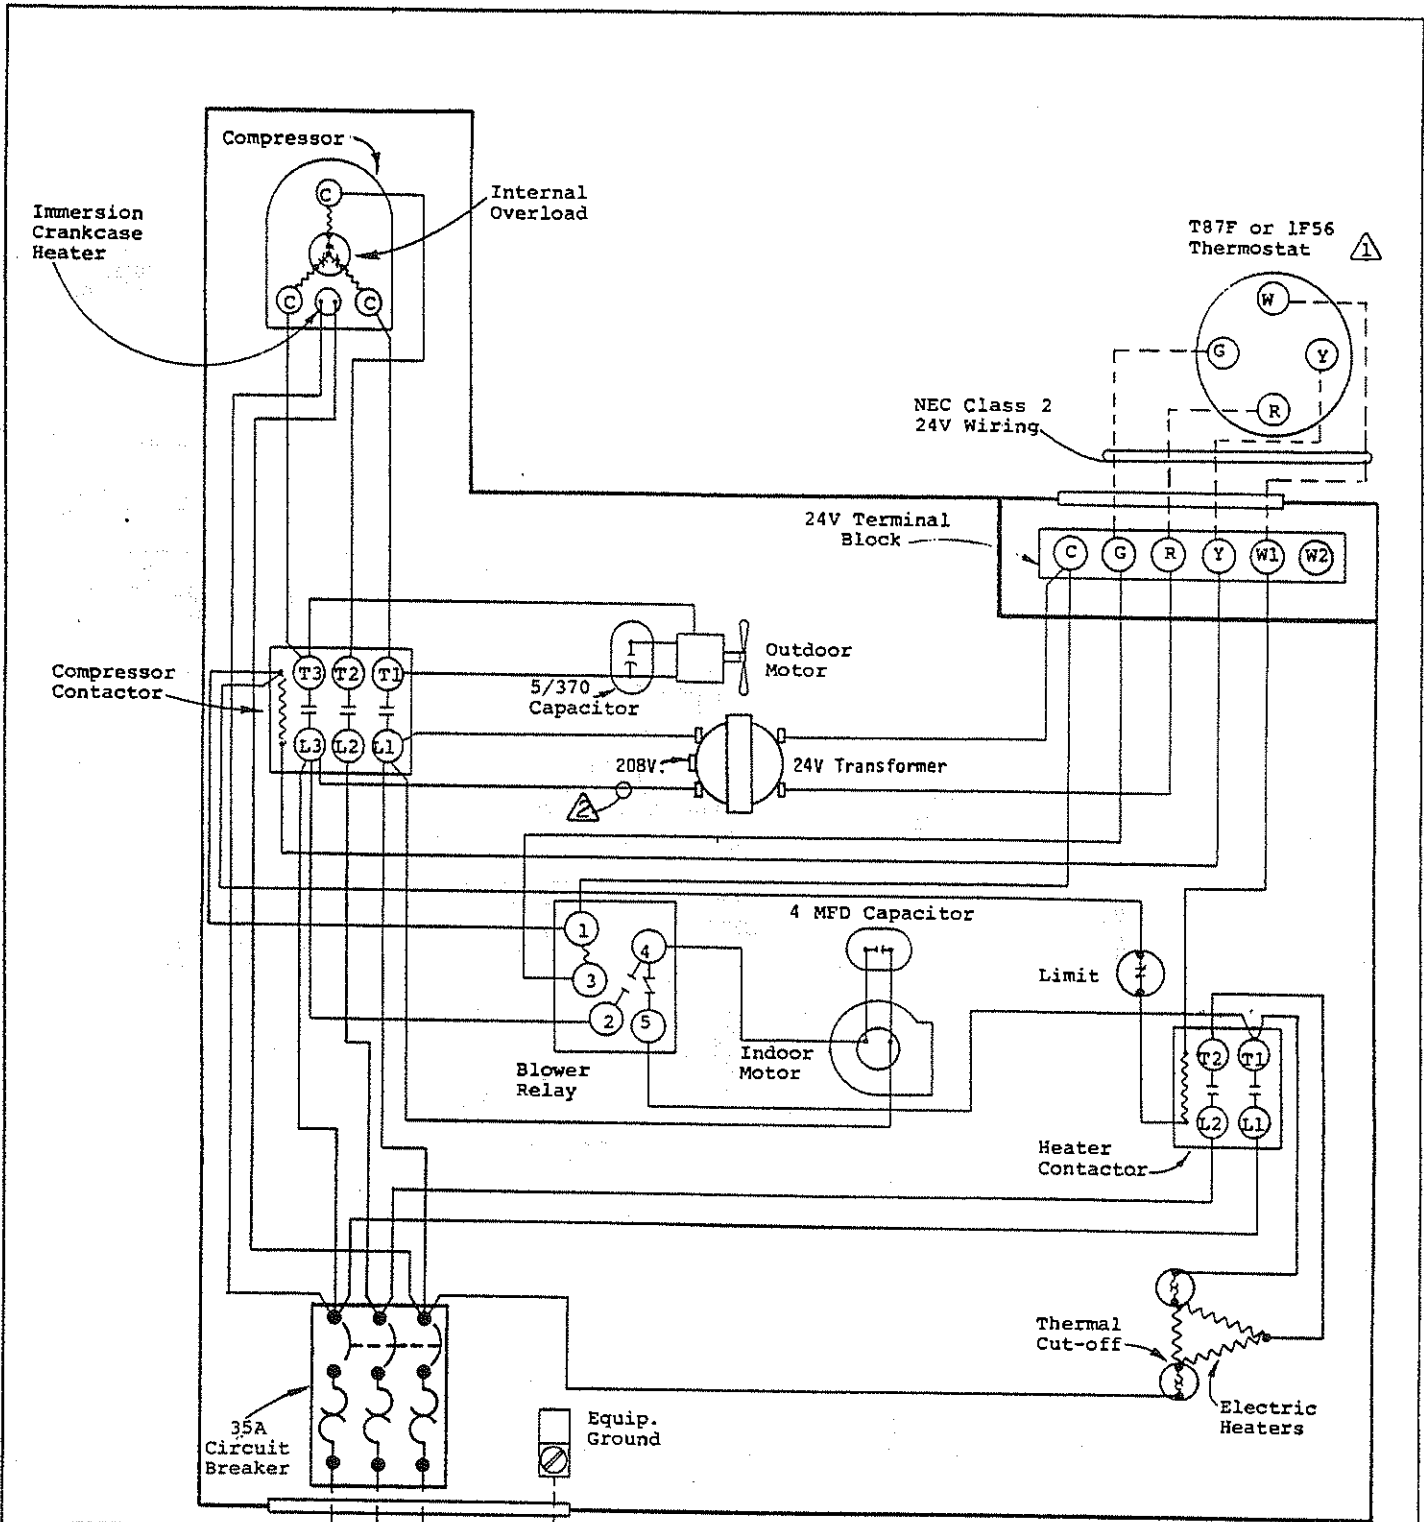 Compressor
C
Internal
Overload
Immersion
Crankcase
Heater
C
C
T87F or 1F56
Thermostat
1
W
G
Y
R
NEC Class 2
24V Wiring
24V Terminal
Block
C G R Y W1 W2
Compressor
Contactor
T3 T2 T1
L3 L2 L1
5/370
Capacitor
Outdoor
Motor
208V.
24V Transformer
2
4 MFD Capacitor
1
4
3
2
5
Blower
Relay
Indoor
Motor
Limit
T2 T1
L2 L1
Heater
Contactor
Thermal
Cut-off
Electric
Heaters
35A
Circuit
Breaker
Equip.
Ground